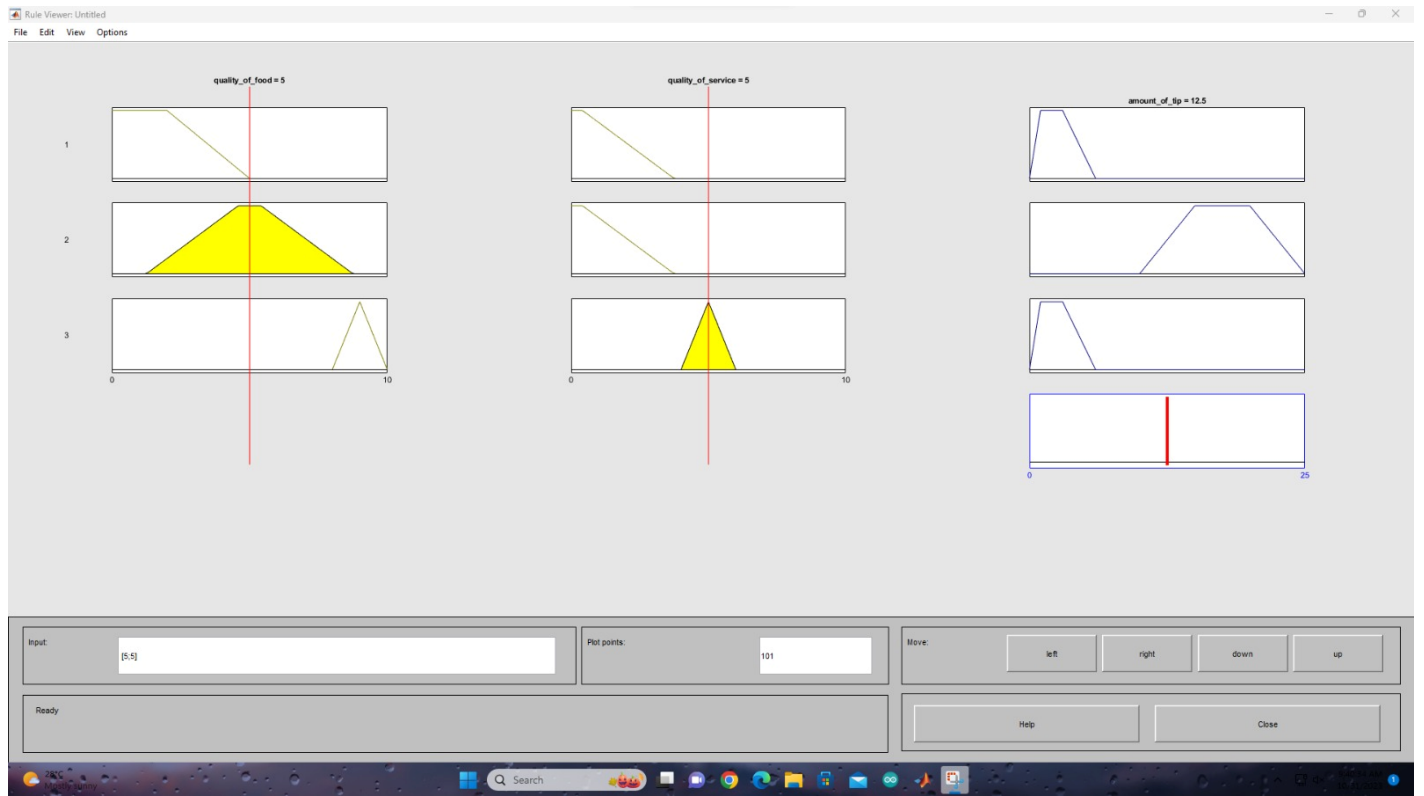 Rule Viewer: Untitled
File Edit View Options
quality_of_food = 5
quality_of_service = 5
amount_of_tip = 12.5
1
2
3
0 10
0 10
0 25
Input:
[5;5]
Plot points:
101
Move:
left
right
down
up
Ready
Help
Close
Search
1